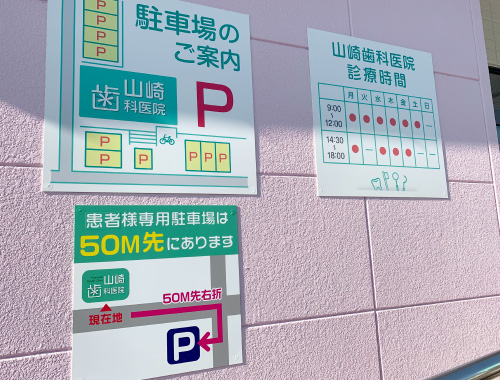 駐車場の
ご案内
P
P
P
P
山崎
歯科医院
P
P
P
P
P
P
P
山崎歯科医院
診療時間
月 火 水 木 金 土 日
9:00
~
12:00
● ● ● ● ● ● —
14:30
~
18:00
● — ● ● ● — —
患者様専用駐車場は
50M先にあります
山崎
歯科医院
現在地
50M先右折
P